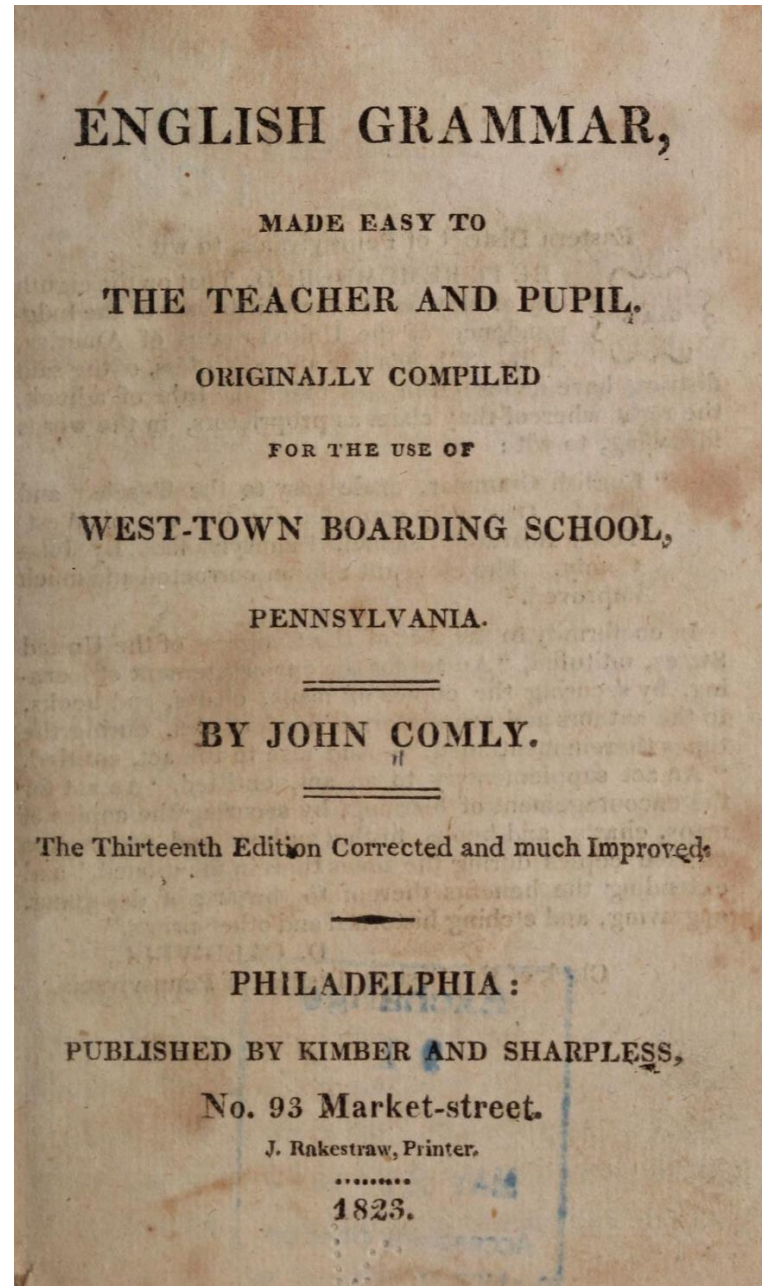 ENGLISH GRAMMAR,
MADE EASY TO
THE TEACHER AND PUPIL.
ORIGINALLY COMPILED
FOR THE USE OF
WEST-TOWN BOARDING SCHOOL,
PENNSYLVANIA.
BY JOHN COMLY.
The Thirteenth Edition Corrected and much Improved.
PHILADELPHIA:
PUBLISHED BY KIMBER AND SHARPLESS,
No. 93 Market-street.
J. Rakestraw, Printer.
1823.